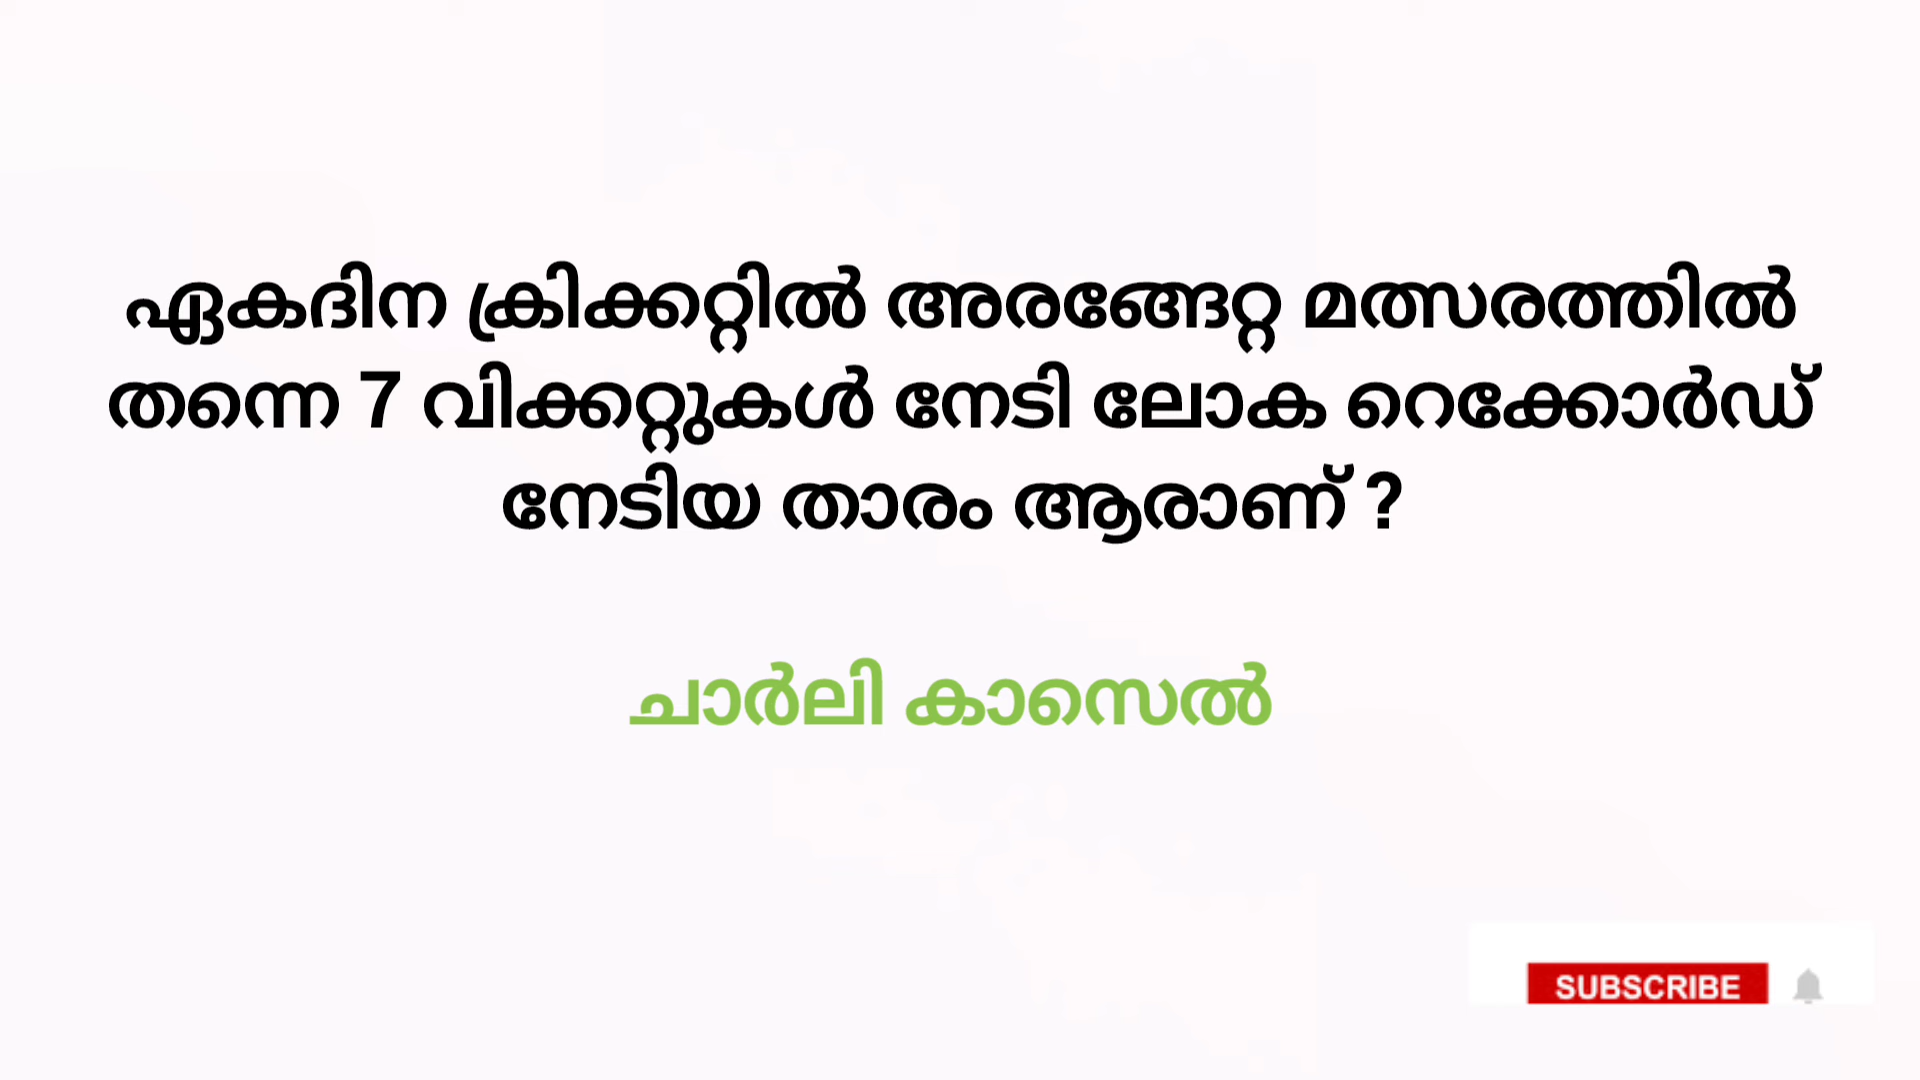 ഏകദിന ക്രിക്കറ്റിൽ അരങ്ങേറ്റ മത്സരത്തിൽ
തന്നെ 7 വിക്കറ്റുകൾ നേടി ലോക റെക്കോർഡ്
നേടിയ താരം ആരാണ് ?
ചാർലി കാസെൽ
SUBSCRIBE